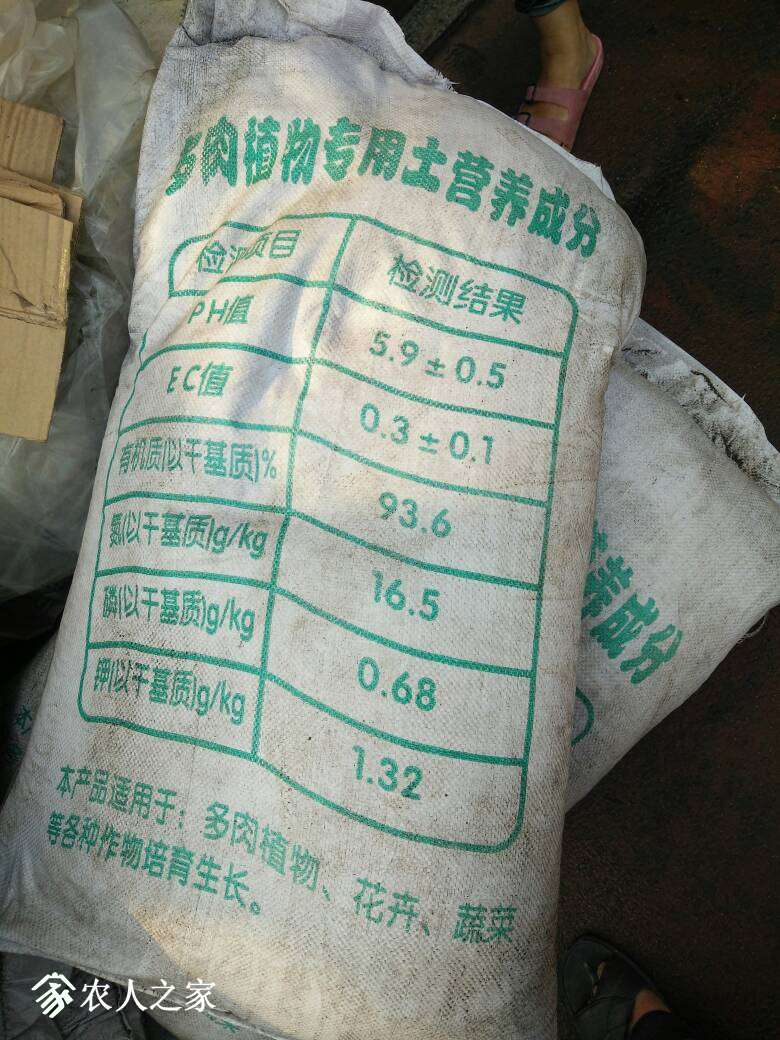 多肉植物专用土营养成分
检测项目 检测结果
PH值 5.9±0.5
EC值 0.3±0.1
有机质(以干基质)% 93.6
氮(以干基质)g/kg 16.5
磷(以干基质)g/kg 0.68
钾(以干基质)g/kg 1.32
本产品适用于：多肉植物、花卉、蔬菜
等各种作物培育生长。
养成分
农人之家